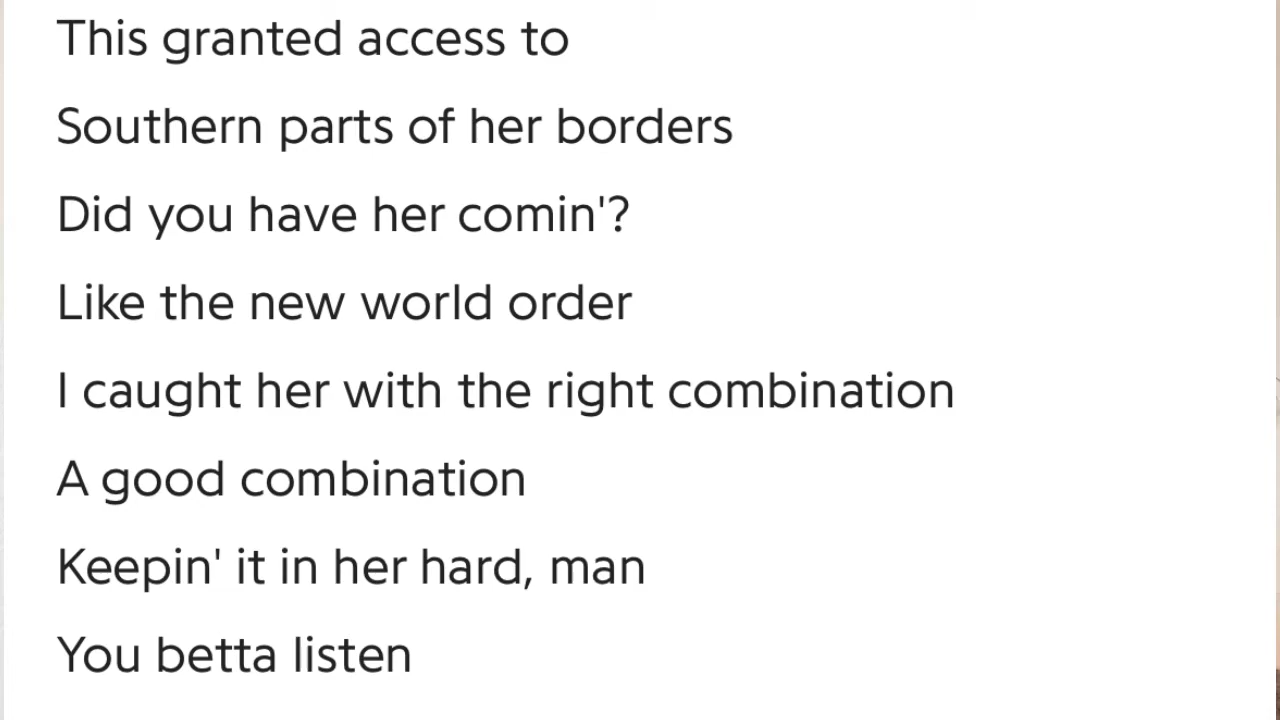 This granted access to
Southern parts of her borders
Did you have her comin'?
Like the new world order
I caught her with the right combination
A good combination
Keepin' it in her hard, man
You betta listen